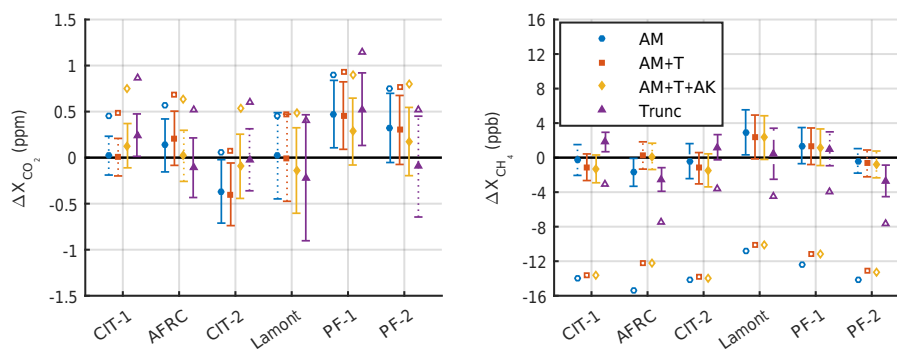 ΔX_CO₂ (ppm)
1.5
1
0.5
0
-0.5
-1
-1.5
CIT-1
AFRC
CIT-2
Lamont
PF-1
PF-2
ΔX_CH₄ (ppb)
16
12
8
4
0
-4
-8
-12
-16
AM
AM+T
AM+T+AK
Trunc
CIT-1
AFRC
CIT-2
Lamont
PF-1
PF-2